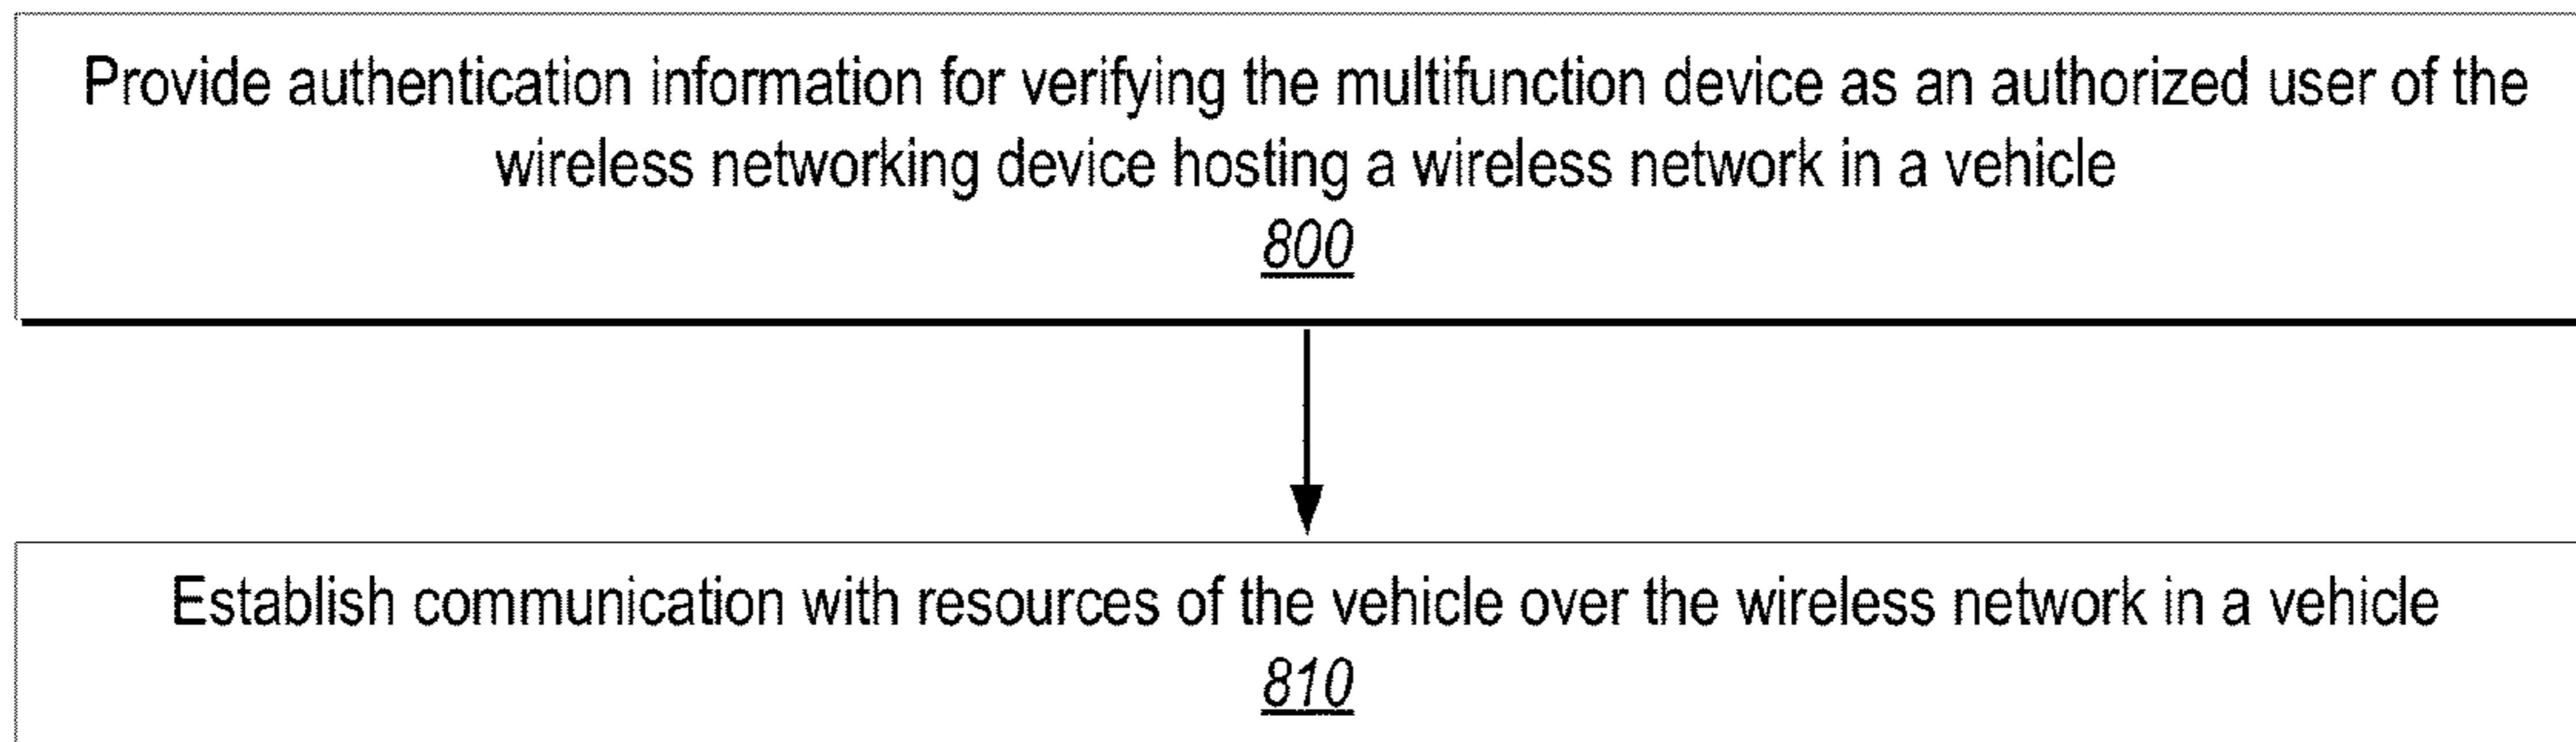 Provide authentication information for verifying the multifunction device as an authorized user of the
wireless networking device hosting a wireless network in a vehicle
800
Establish communication with resources of the vehicle over the wireless network in a vehicle
810